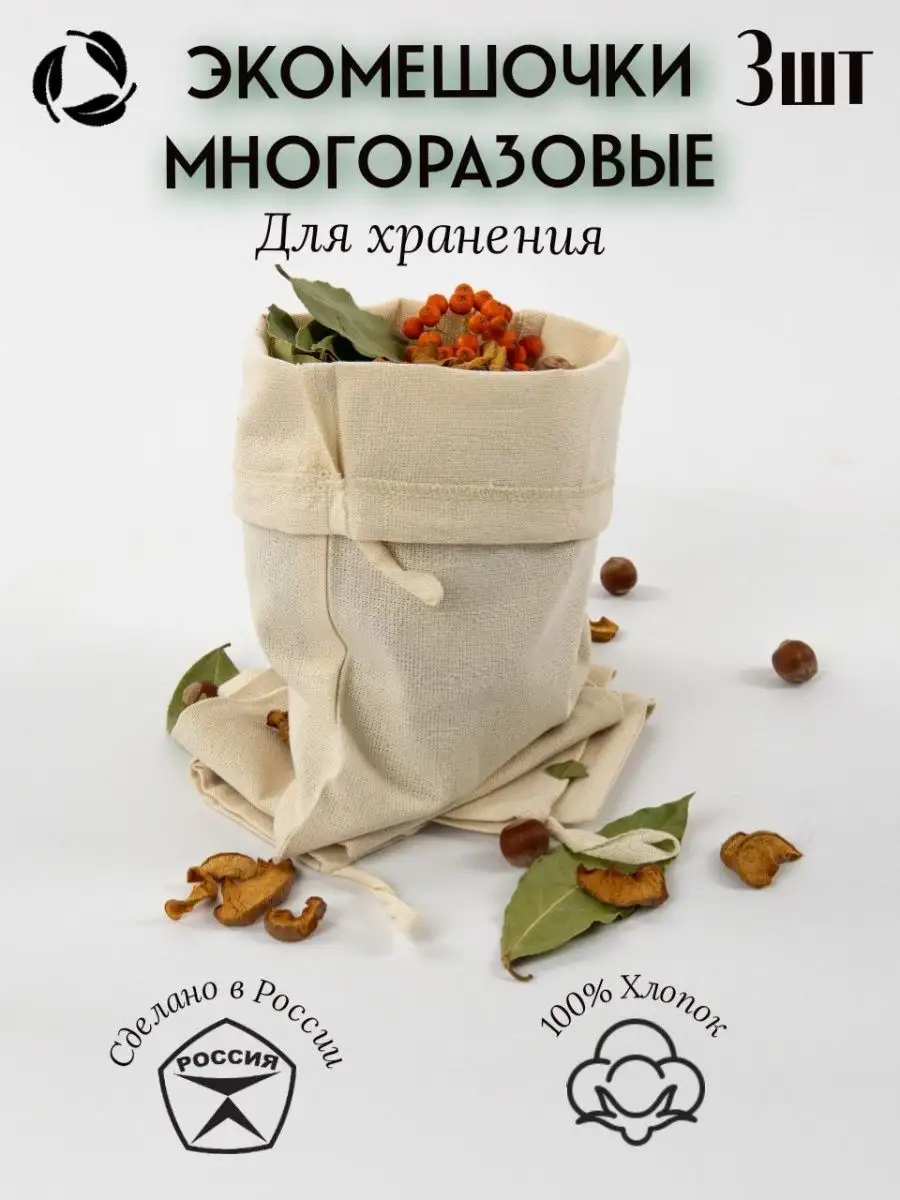 ЭКОМЕШОЧКИ 3шт
МНОГОРАЗОВЫЕ
Для хранения
Сделано в России
РОССИЯ
100% Хлопок